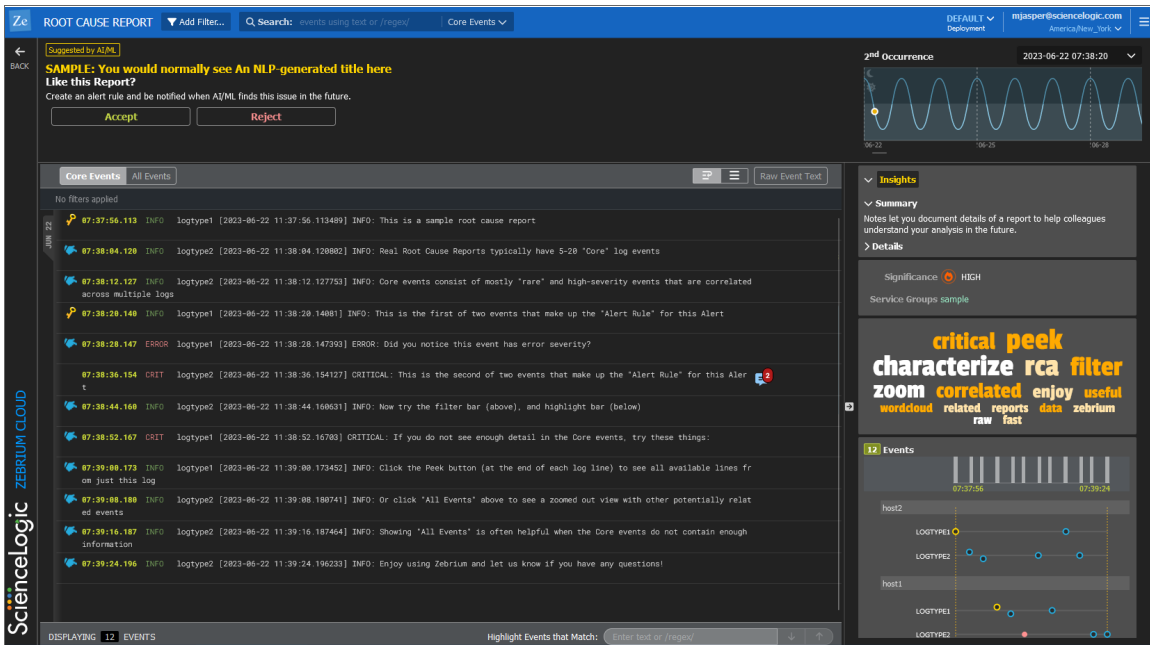 Ze ROOT CAUSE REPORT Add Filter... Search: events using text or /regex/ Core Events DEFAULT Deployment mjasper@sciencelogic.com America/New_York
BACK
Suggested by AI/ML
SAMPLE: You would normally see An NLP-generated title here
Like this Report?
Create an alert rule and be notified when AI/ML finds this issue in the future.
Accept Reject
2nd Occurrence 2023-06-22 07:38:20
06-22 06-25 06-28
Core Events All Events Raw Event Text
No filters applied
JUN 22
07:37:56.113 INFO logtype1 [2023-06-22 11:37:56.113489] INFO: This is a sample root cause report
07:38:04.120 INFO logtype2 [2023-06-22 11:38:04.120802] INFO: Real Root Cause Reports typically have 5-20 "Core" log events
07:38:12.127 INFO logtype2 [2023-06-22 11:38:12.127753] INFO: Core events consist of mostly "rare" and high-severity events that are correlated
across multiple logs
07:38:20.140 INFO logtype1 [2023-06-22 11:38:20.14081] INFO: This is the first of two events that make up the "Alert Rule" for this Alert
07:38:28.147 ERROR logtype1 [2023-06-22 11:38:28.147393] ERROR: Did you notice this event has error severity?
07:38:36.154 CRIT logtype2 [2023-06-22 11:38:36.154127] CRITICAL: This is the second of two events that make up the "Alert Rule" for this Aler
t
2
07:38:44.160 INFO logtype2 [2023-06-22 11:38:44.160631] INFO: Now try the filter bar (above), and highlight bar (below)
07:38:52.167 CRIT logtype1 [2023-06-22 11:38:52.16703] CRITICAL: If you do not see enough detail in the Core events, try these things:
07:39:00.173 INFO logtype1 [2023-06-22 11:39:00.173452] INFO: Click the Peek button (at the end of each log line) to see all available lines fr
om just this log
07:39:08.180 INFO logtype2 [2023-06-22 11:39:08.180741] INFO: Or click "All Events" above to see a zoomed out view with other potentially relat
ed events
07:39:16.187 INFO logtype2 [2023-06-22 11:39:16.187464] INFO: Showing "All Events" is often helpful when the Core events do not contain enough
information
07:39:24.196 INFO logtype2 [2023-06-22 11:39:24.196233] INFO: Enjoy using Zebrium and let us know if you have any questions!
DISPLAYING 12 EVENTS Highlight Events that Match: Enter text or /regex/
ScienceLogic ZEBRIUM CLOUD
Insights
Summary
Notes let you document details of a report to help colleagues
understand your analysis in the future.
Details
Significance HIGH
Service Groups sample
critical peek
characterize rca filter
zoom correlated enjoy useful
wordcloud related reports data zebrium
raw fast
12 Events
07:37:56 07:39:24
host2
LOGTYPE1
LOGTYPE2
host1
LOGTYPE1
LOGTYPE2